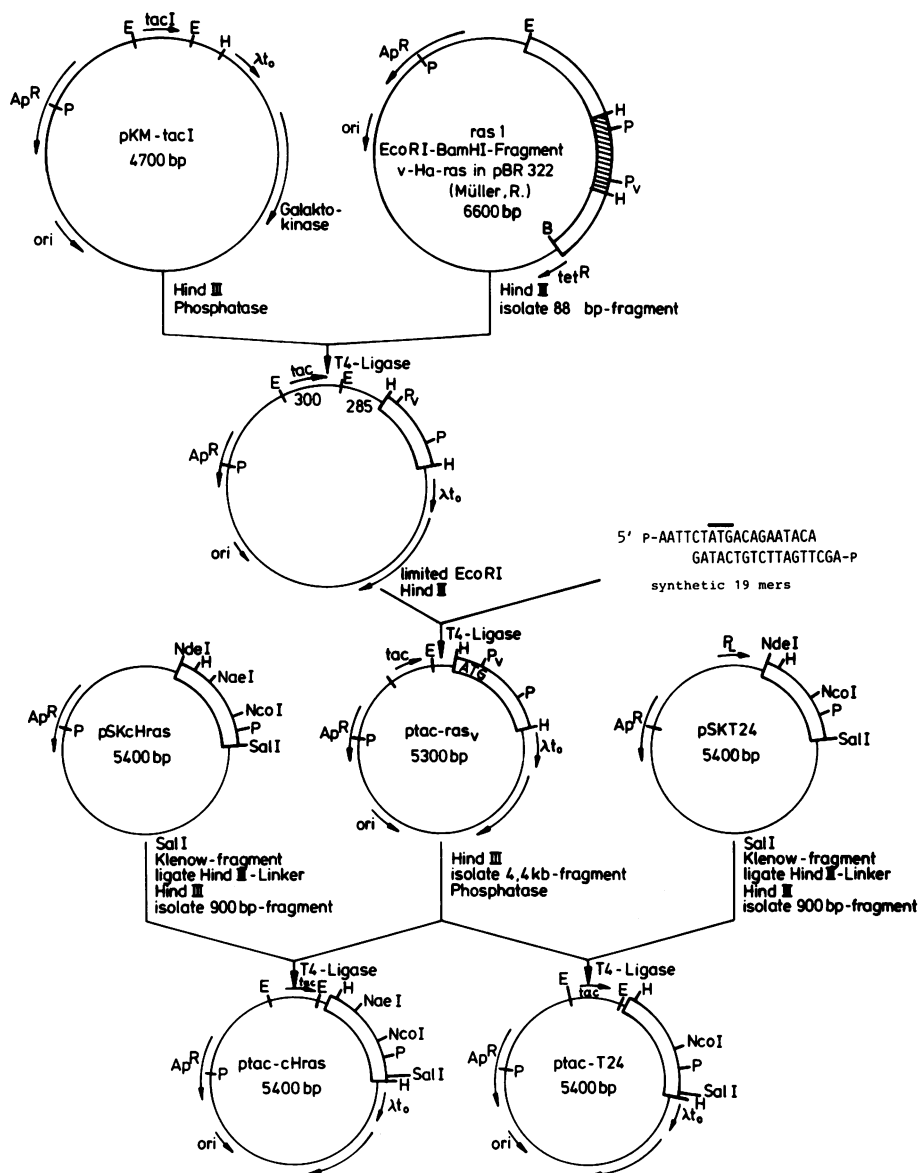 E tacI E H λt₀
ApR P
pKM-tacI
4700 bp
Galakto-
kinase
ori
E
ApR P
ori
ras 1
EcoRI-BamHI-Fragment
v-Ha-ras in pBR 322
(Müller, R.)
6600 bp
H
P
Pv
H
B
tetR
Hind III
Phosphatase
Hind III
isolate 88 bp-fragment
T4-Ligase
E tac E H Pv
300 285
P
H
ApR P
λt₀
ori
limited EcoRI
Hind III
5' P-AATTCTATGACAGAATACA
GATACTGTCTTAGTTCGA-P
synthetic 19 mers
T4-Ligase
NdeI
H
NaeI
NcoI
P
SalI
ApR P
pSKcHras
5400 bp
tac E H Pv
ATG
P
H
ApR P
ptac-rasv
5300 bp
λt₀
ori
PL NdeI
H
NcoI
P
SalI
ApR
pSKT24
5400 bp
Sal I
Klenow-fragment
ligate Hind III-Linker
Hind III
isolate 900 bp-fragment
Hind III
isolate 4,4 kb-fragment
Phosphatase
Sal I
Klenow-fragment
ligate Hind III-Linker
Hind III
isolate 900 bp-fragment
T4-Ligase
E tac E H
NaeI
NcoI
P
SalI
H
ApR P
ptac-cHras
5400 bp
λt₀
ori
T4-Ligase
E tac E H
NcoI
P
SalI
H
ApR P
ptac-T24
5400 bp
λt₀
ori